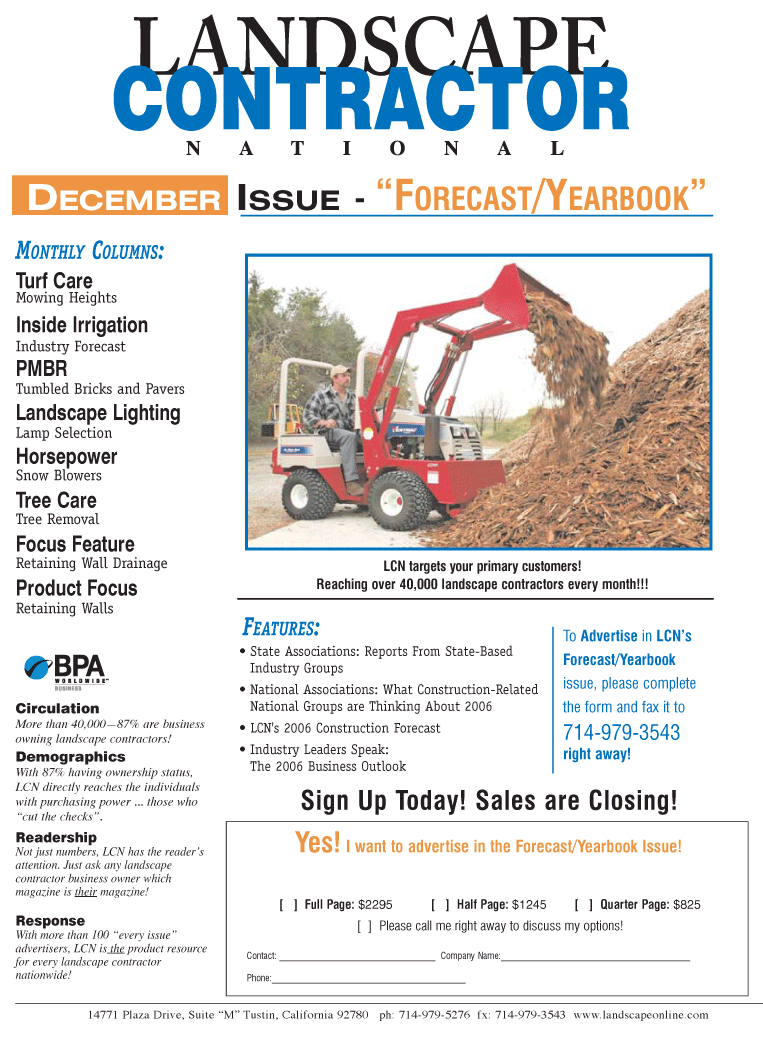 LANDSCAPE
CONTRACTOR
NATIONAL
DECEMBER ISSUE - “FORECAST/YEARBOOK”
MONTHLY COLUMNS:
Turf Care
Mowing Heights
Inside Irrigation
Industry Forecast
PMBR
Tumbled Bricks and Pavers
Landscape Lighting
Lamp Selection
Horsepower
Snow Blowers
Tree Care
Tree Removal
Focus Feature
Retaining Wall Drainage
Product Focus
Retaining Walls
BPA
WORLDWIDE™
BUSINESS
Circulation
More than 40,000—87% are business
owning landscape contractors!
Demographics
With 87% having ownership status,
LCN directly reaches the individuals
with purchasing power ... those who
“cut the checks”.
Readership
Not just numbers, LCN has the reader’s
attention. Just ask any landscape
contractor business owner which
magazine is their magazine!
Response
With more than 100 “every issue”
advertisers, LCN is the product resource
for every landscape contractor
nationwide!
LCN targets your primary customers!
Reaching over 40,000 landscape contractors every month!!!
FEATURES:
• State Associations: Reports From State-Based
Industry Groups
• National Associations: What Construction-Related
National Groups are Thinking About 2006
• LCN's 2006 Construction Forecast
• Industry Leaders Speak:
The 2006 Business Outlook
To Advertise in LCN’s
Forecast/Yearbook
issue, please complete
the form and fax it to
714-979-3543
right away!
Sign Up Today! Sales are Closing!
Yes! I want to advertise in the Forecast/Yearbook Issue!
[ ] Full Page: $2295 [ ] Half Page: $1245 [ ] Quarter Page: $825
[ ] Please call me right away to discuss my options!
Contact: Company Name:
Phone:
14771 Plaza Drive, Suite “M” Tustin, California 92780 ph: 714-979-5276 fx: 714-979-3543 www.landscapeonline.com